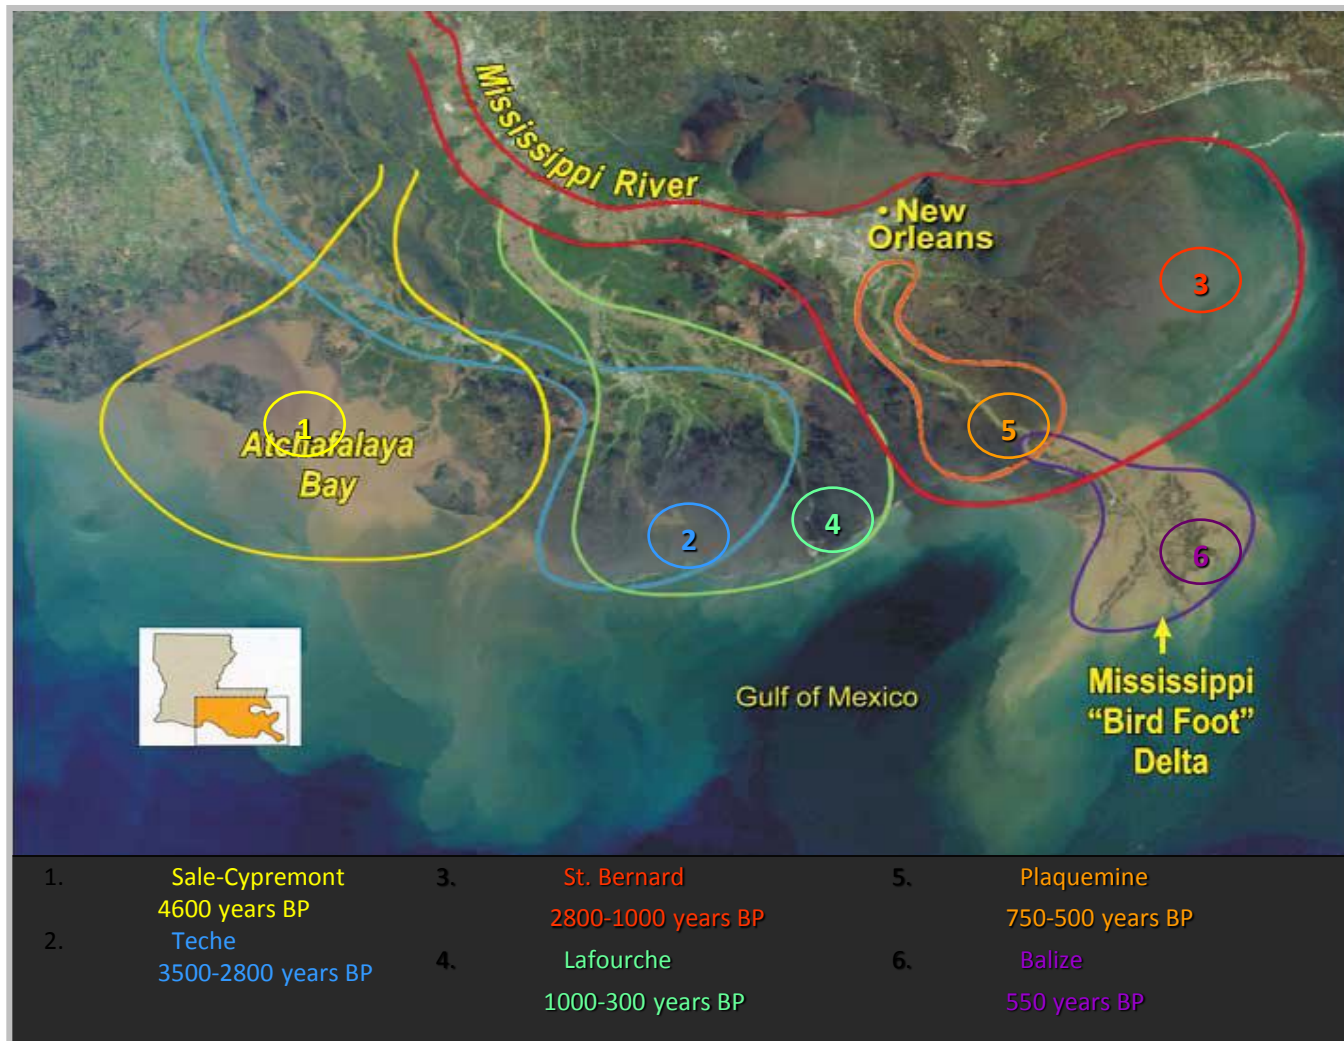 Mississippi River
• New
Orleans
3
1
Atchafalaya
Bay
5
4
2
6
Mississippi
“Bird Foot”
Delta
Gulf of Mexico
1. Sale-Cypremont
4600 years BP
2. Teche
3500-2800 years BP
3. St. Bernard
2800-1000 years BP
4. Lafourche
1000-300 years BP
5. Plaquemine
750-500 years BP
6. Balize
550 years BP